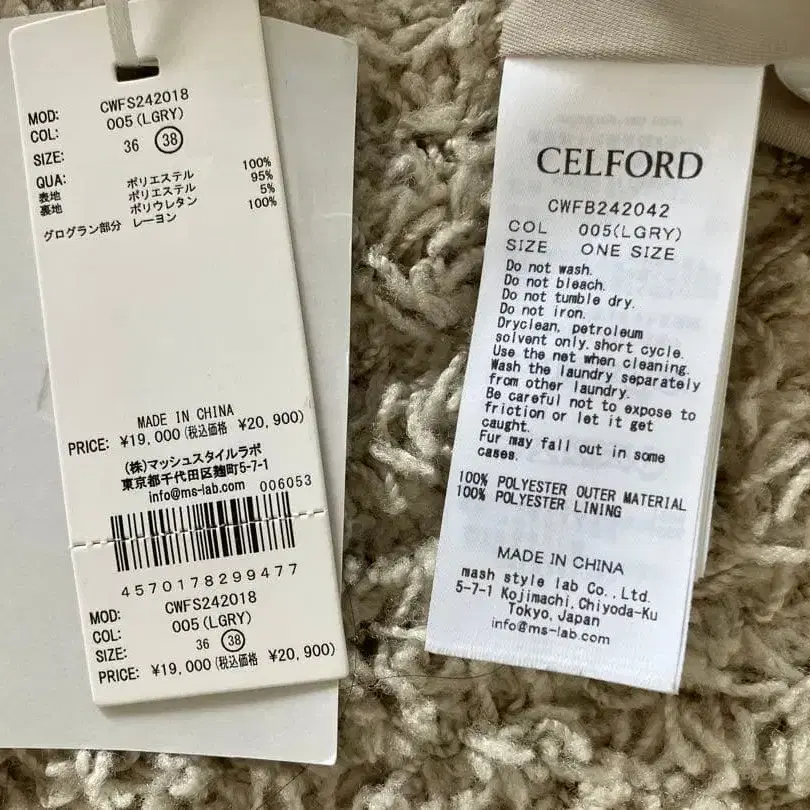 MOD: CWFS242018
COL: 005(LGRY)
SIZE: 36 38
QUA: 100%
表地 ポリエステル 95%
裏地 ポリエステル 5%
ポリウレタン 100%
グログラン部分 レーヨン
MADE IN CHINA
PRICE: ¥19,000(税込価格 ¥20,900)
(株)マッシュスタイルラボ
東京都千代田区麹町5-7-1
info@ms-lab.com 006053
4570178299477
MOD: CWFS242018
COL: 005(LGRY)
SIZE: 36 38
PRICE: ¥19,000(税込価格 ¥20,900)
CELFORD
CWFB242042
COL 005(LGRY)
SIZE ONE SIZE
Do not wash.
Do not bleach.
Do not tumble dry.
Do not iron.
Dryclean, petroleum
solvent only.short cycle.
Use the net when cleaning.
Wash the laundry separately
from other laundry.
Be careful not to expose to
friction or let it get
caught.
Fur may fall out in some
cases.
100% POLYESTER OUTER MATERIAL
100% POLYESTER LINING
MADE IN CHINA
mash style lab Co.,Ltd.
5-7-1 Kojimachi,Chiyoda-Ku
Tokyo,Japan
info@ms-lab.com